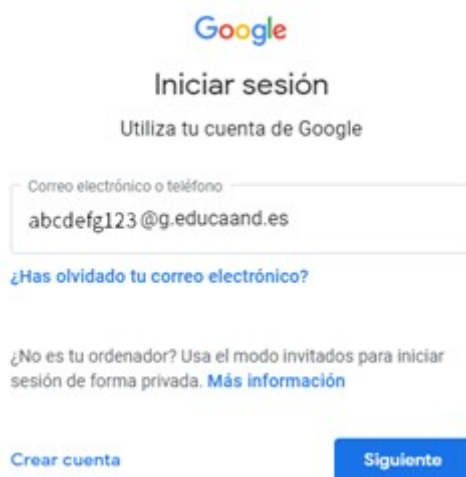 Google
Iniciar sesión
Utiliza tu cuenta de Google
Correo electrónico o teléfono
abcdefg123@g.educaand.es
¿Has olvidado tu correo electrónico?
¿No es tu ordenador? Usa el modo invitados para iniciar
sesión de forma privada. Más información
Crear cuenta Siguiente